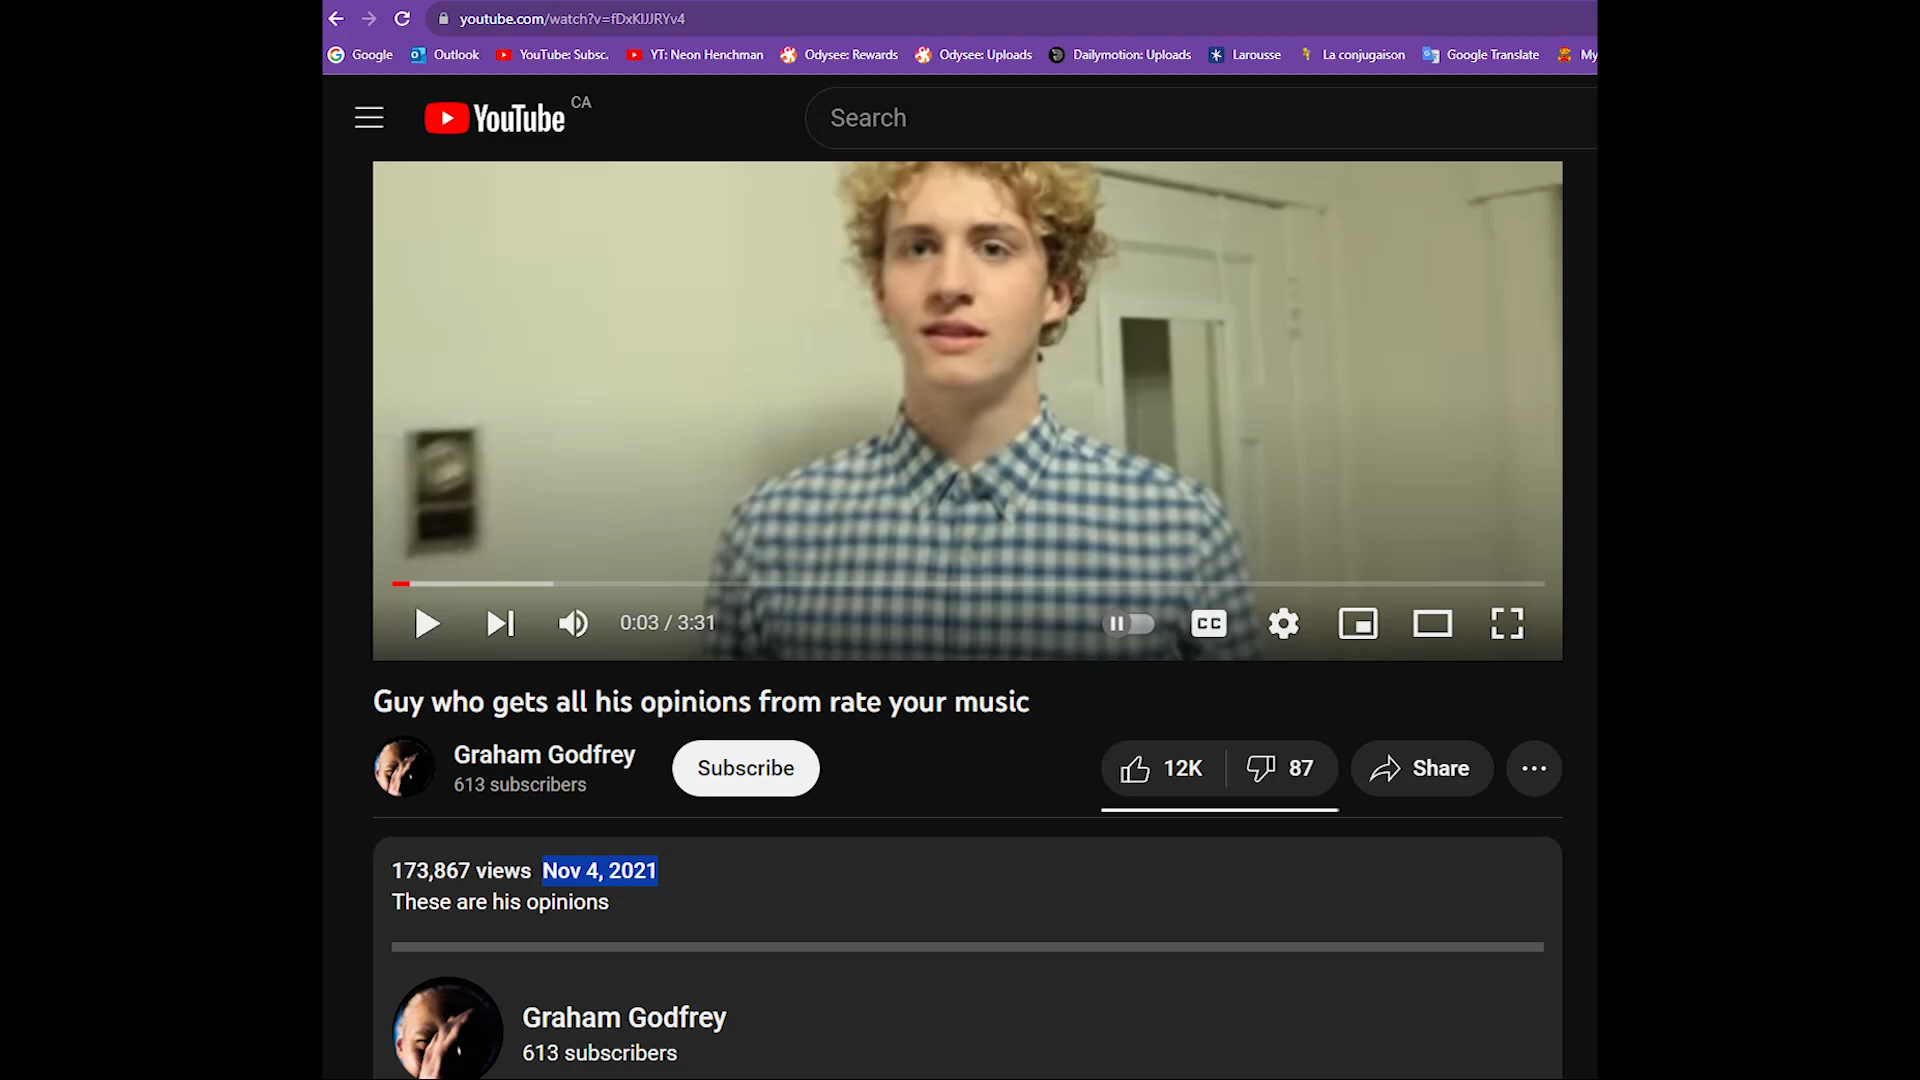 youtube.com/watch?v=fDxKIJJRYv4
Google Outlook YouTube: Subsc. YT: Neon Henchman Odysee: Rewards Odysee: Uploads Dailymotion: Uploads Larousse La conjugaison Google Translate My
YouTube CA
Search
0:03 / 3:31
CC
Guy who gets all his opinions from rate your music
Graham Godfrey
613 subscribers
Subscribe
12K 87 Share
173,867 views Nov 4, 2021
These are his opinions
Graham Godfrey
613 subscribers